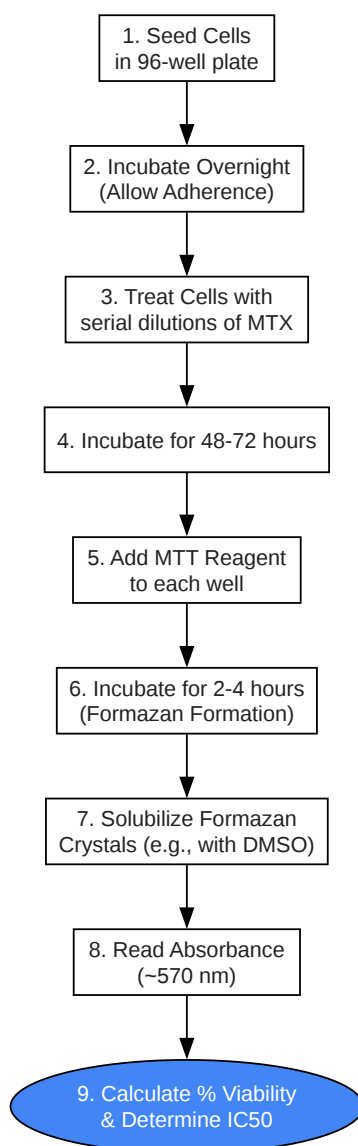 1. Seed Cells
in 96-well plate
2. Incubate Overnight
(Allow Adherence)
3. Treat Cells with
serial dilutions of MTX
4. Incubate for 48-72 hours
5. Add MTT Reagent
to each well
6. Incubate for 2-4 hours
(Formazan Formation)
7. Solubilize Formazan
Crystals (e.g., with DMSO)
8. Read Absorbance
(~570 nm)
9. Calculate % Viability
& Determine IC50